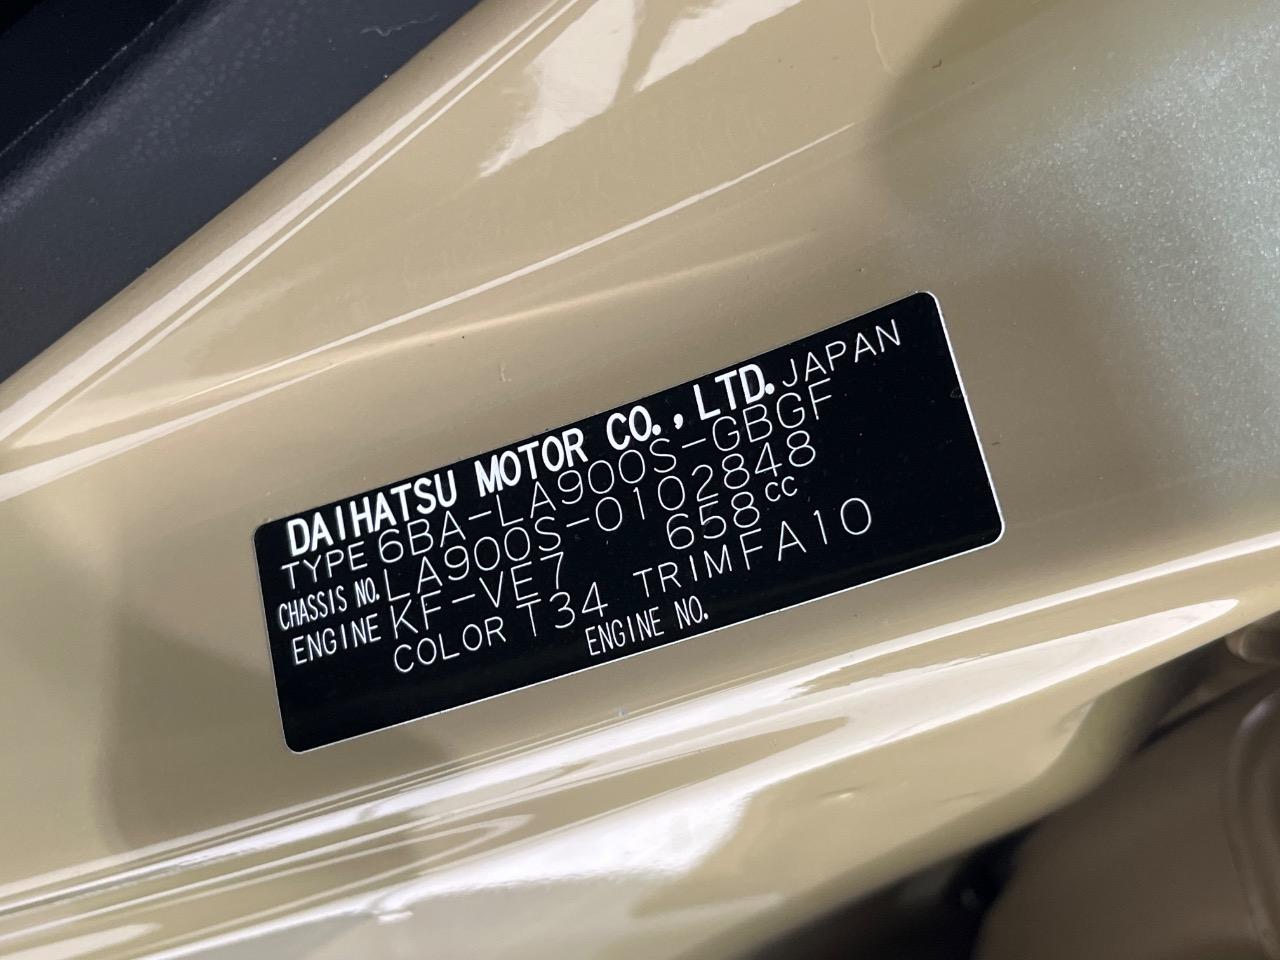 DAIHATSU MOTOR CO., LTD. JAPAN
TYPE 6BA-LA900S-GBGF
CHASSIS NO. LA900S-0102848
ENGINE KF-VE7 658cc
COLOR T34 TRIM FA10
ENGINE NO.